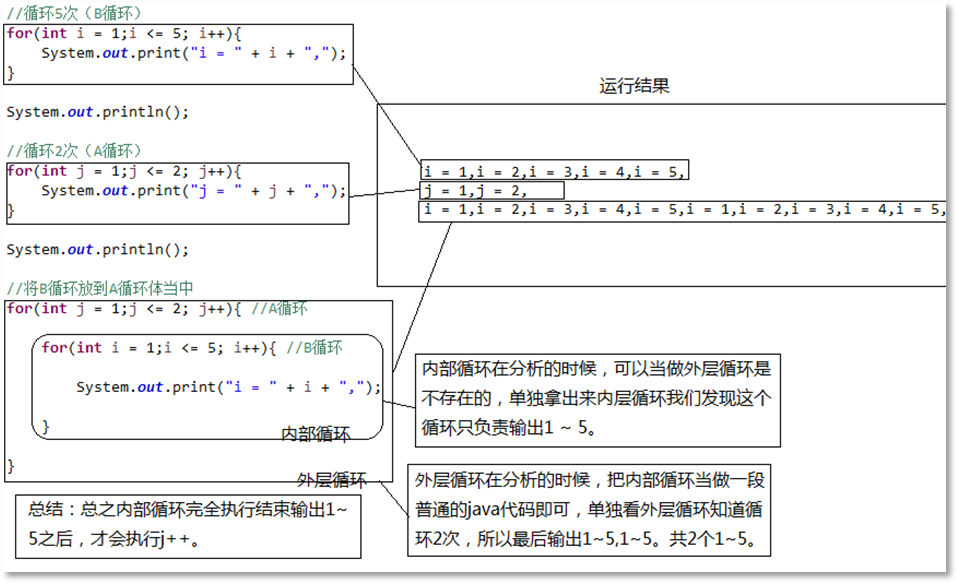 //循环5次（B循环）
for(int i = 1;i <= 5; i++){
System.out.print("i = " + i + ",");
}
System.out.println();
//循环2次（A循环）
for(int j = 1;j <= 2; j++){
System.out.print("j = " + j + ",");
}
System.out.println();
//将B循环放到A循环体当中
for(int j = 1;j <= 2; j++){ //A循环
for(int i = 1;i <= 5; i++){ //B循环
System.out.print("i = " + i + ",");
}
内部循环
}
外层循环
总结：总之内部循环完全执行结束输出1~
5之后，才会执行j++。
运行结果
i = 1,i = 2,i = 3,i = 4,i = 5,
j = 1,j = 2,
i = 1,i = 2,i = 3,i = 4,i = 5,i = 1,i = 2,i = 3,i = 4,i = 5,
内部循环在分析的时候，可以当做外层循环是
不存在的，单独拿出来内层循环我们发现这个
循环只负责输出1 ~ 5。
外层循环在分析的时候，把内部循环当做一段
普通的java代码即可，单独看外层循环知道循
环2次，所以最后输出1~5,1~5。共2个1~5。